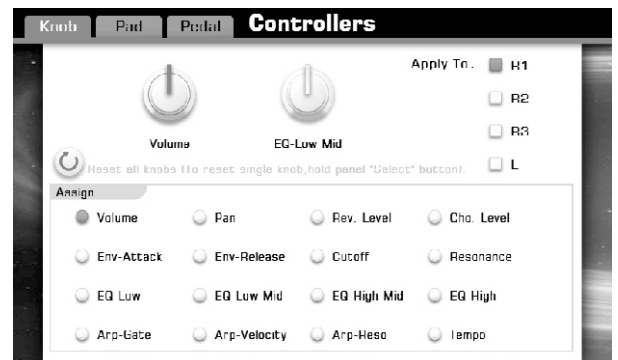 Knob Pad Pedal Controllers
Apply To. R1
R2
R3
L
Volume EQ-Low Mid
Reset all knobs (To reset single knob, hold panel "Select" button).
Assign
Volume Pan Rev. Level Cho. Level
Env-Attack Env-Release Cutoff Resonance
EQ Low EQ Low Mid EQ High Mid EQ High
Arp-Gate Arp-Velocity Arp-Reso Tempo